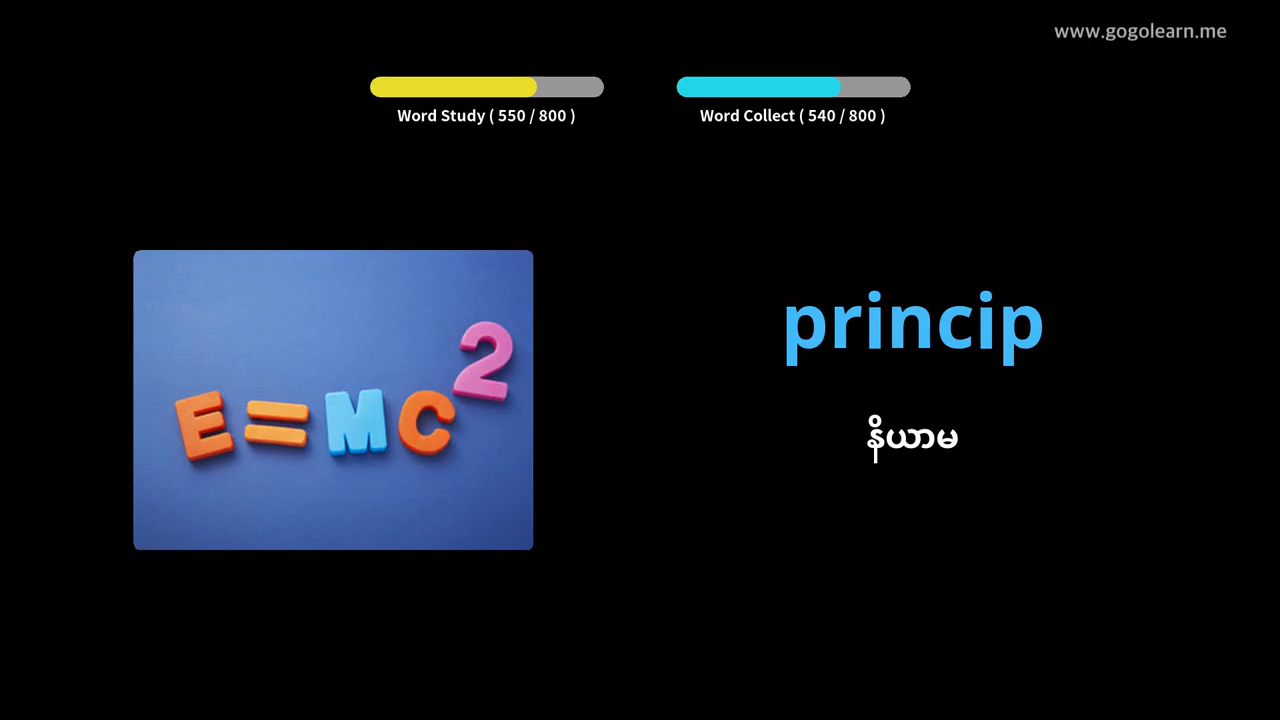 www.gogolearn.me
Word Study ( 550 / 800 )
Word Collect ( 540 / 800 )
E=MC2
princip
နိယာမ